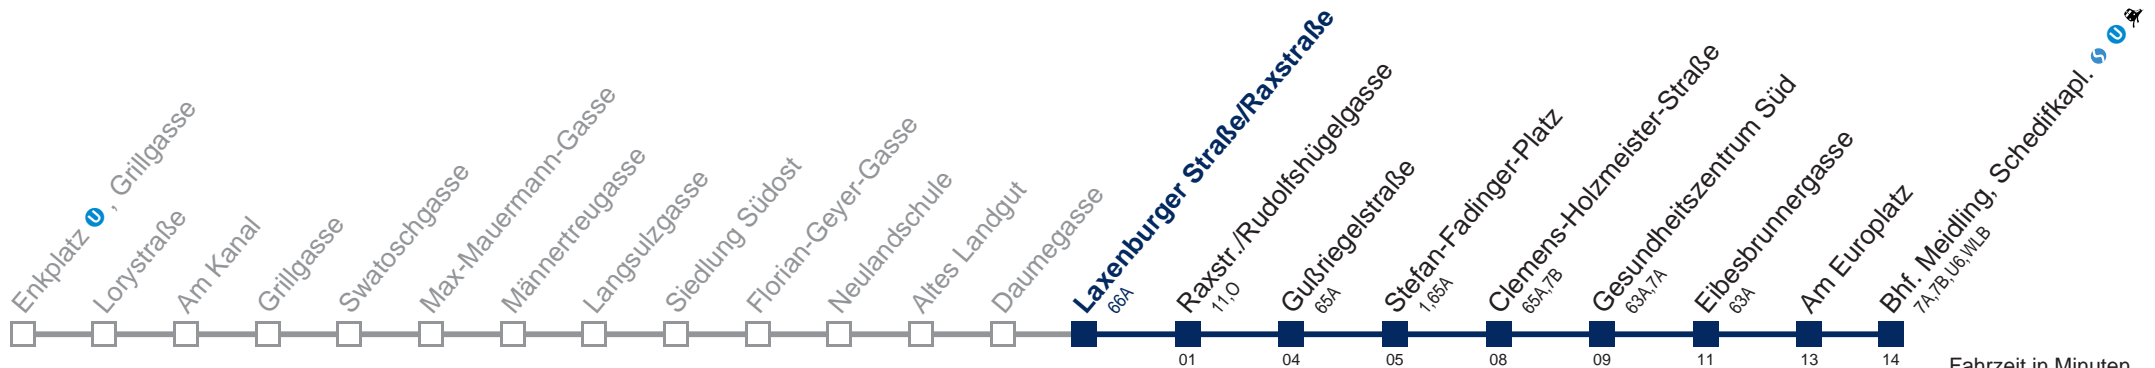 Enkplatz U , Grillgasse
Lorystraße
Am Kanal
Grillgasse
Swatoschgasse
Max-Mauermann-Gasse
Männertreugasse
Langsulzgasse
Siedlung Südost
Florian-Geyer-Gasse
Neulandschule
Altes Landgut
Daumegasse
Laxenburger Straße/Raxstraße
66A
Raxstr./Rudolfshügelgasse
11,O
Gußriegelstraße
65A
Stefan-Fadinger-Platz
1,65A
Clemens-Holzmeister-Straße
65A,7B
Gesundheitszentrum Süd
63A,7A
Eibesbrunnergasse
63A
Am Europlatz
Bhf. Meidling, Schedifkapl. S U
7A,7B,U6,WLB
01 04 05 08 09 11 13 14
Fahrzeit in Minuten